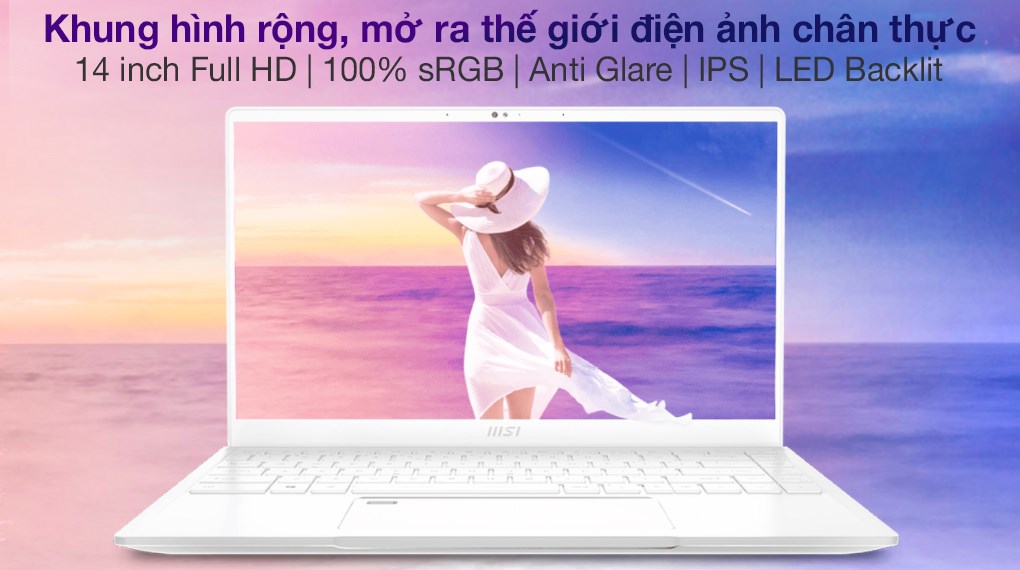 Khung hình rộng, mở ra thế giới điện ảnh chân thực
14 inch Full HD | 100% sRGB | Anti Glare | IPS | LED Backlit
msi